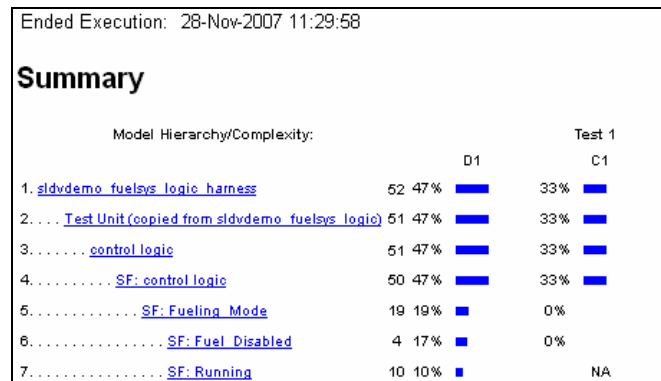 Ended Execution: 28-Nov-2007 11:29:58
Summary
Model Hierarchy/Complexity: Test 1
D1 C1
1. sldvdemo_fuelsys_logic_harness 52 47% 33%
2. . . . Test Unit (copied from sldvdemo_fuelsys_logic) 51 47% 33%
3. . . . . . . control logic 51 47% 33%
4. . . . . . . . . . SF: control logic 50 47% 33%
5. . . . . . . . . . . . . SF: Fueling_Mode 19 19% 0%
6. . . . . . . . . . . . . . . . SF: Fuel_Disabled 4 17% 0%
7. . . . . . . . . . . . . . . . SF: Running 10 10% NA